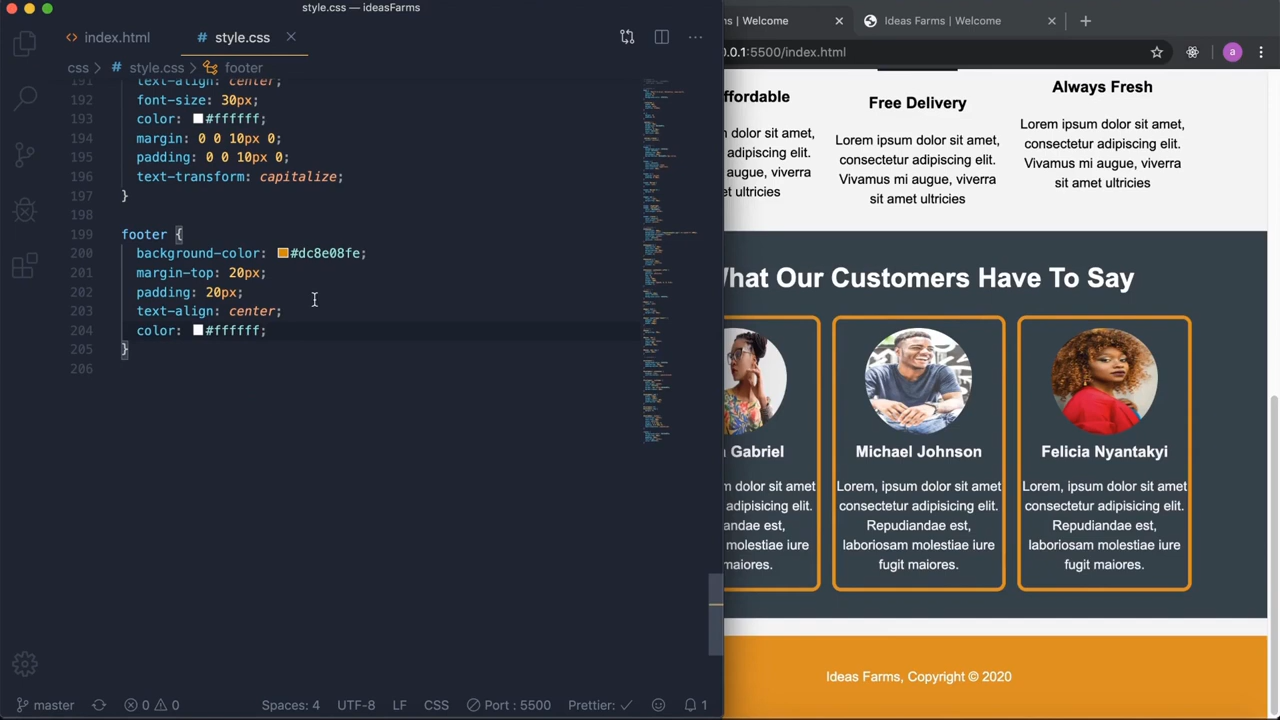 style.css — ideasFarms
index.html
style.css
css
style.css
footer
191
text-align: center;
192
font-size: 30px;
193
color: #ffffff;
194
margin: 0 0 10px 0;
195
padding: 0 0 10px 0;
196
text-transform: capitalize;
197
198
199
footer {
200
background-color: #dc8e08fe;
201
margin-top: 20px;
202
padding: 20px;
203
text-align: center;
204
color: #ffffff;
205
}
206
master
0
0
Spaces: 4
UTF-8
LF
CSS
Port : 5500
Prettier:
1
ms | Welcome
Ideas Farms | Welcome
0.0.1:5500/index.html
a
ffordable
m dolor sit amet,
adipiscing elit.
augue, viverra
ultricies
Free Delivery
Lorem ipsum dolor sit amet,
consectetur adipiscing elit.
Vivamus mi augue, viverra
sit amet ultricies
Always Fresh
Lorem ipsum dolor sit amet,
consectetur adipiscing elit.
Vivamus mi augue, viverra
sit amet ultricies
What Our Customers Have To Say
Gabriel
m dolor sit amet
adipisicing elit.
andae est,
molestiae iure
maiores.
Michael Johnson
Lorem, ipsum dolor sit amet
consectetur adipisicing elit.
Repudiandae est,
laboriosam molestiae iure
fugit maiores.
Felicia Nyantakyi
Lorem, ipsum dolor sit amet
consectetur adipisicing elit.
Repudiandae est,
laboriosam molestiae iure
fugit maiores.
Ideas Farms, Copyright © 2020